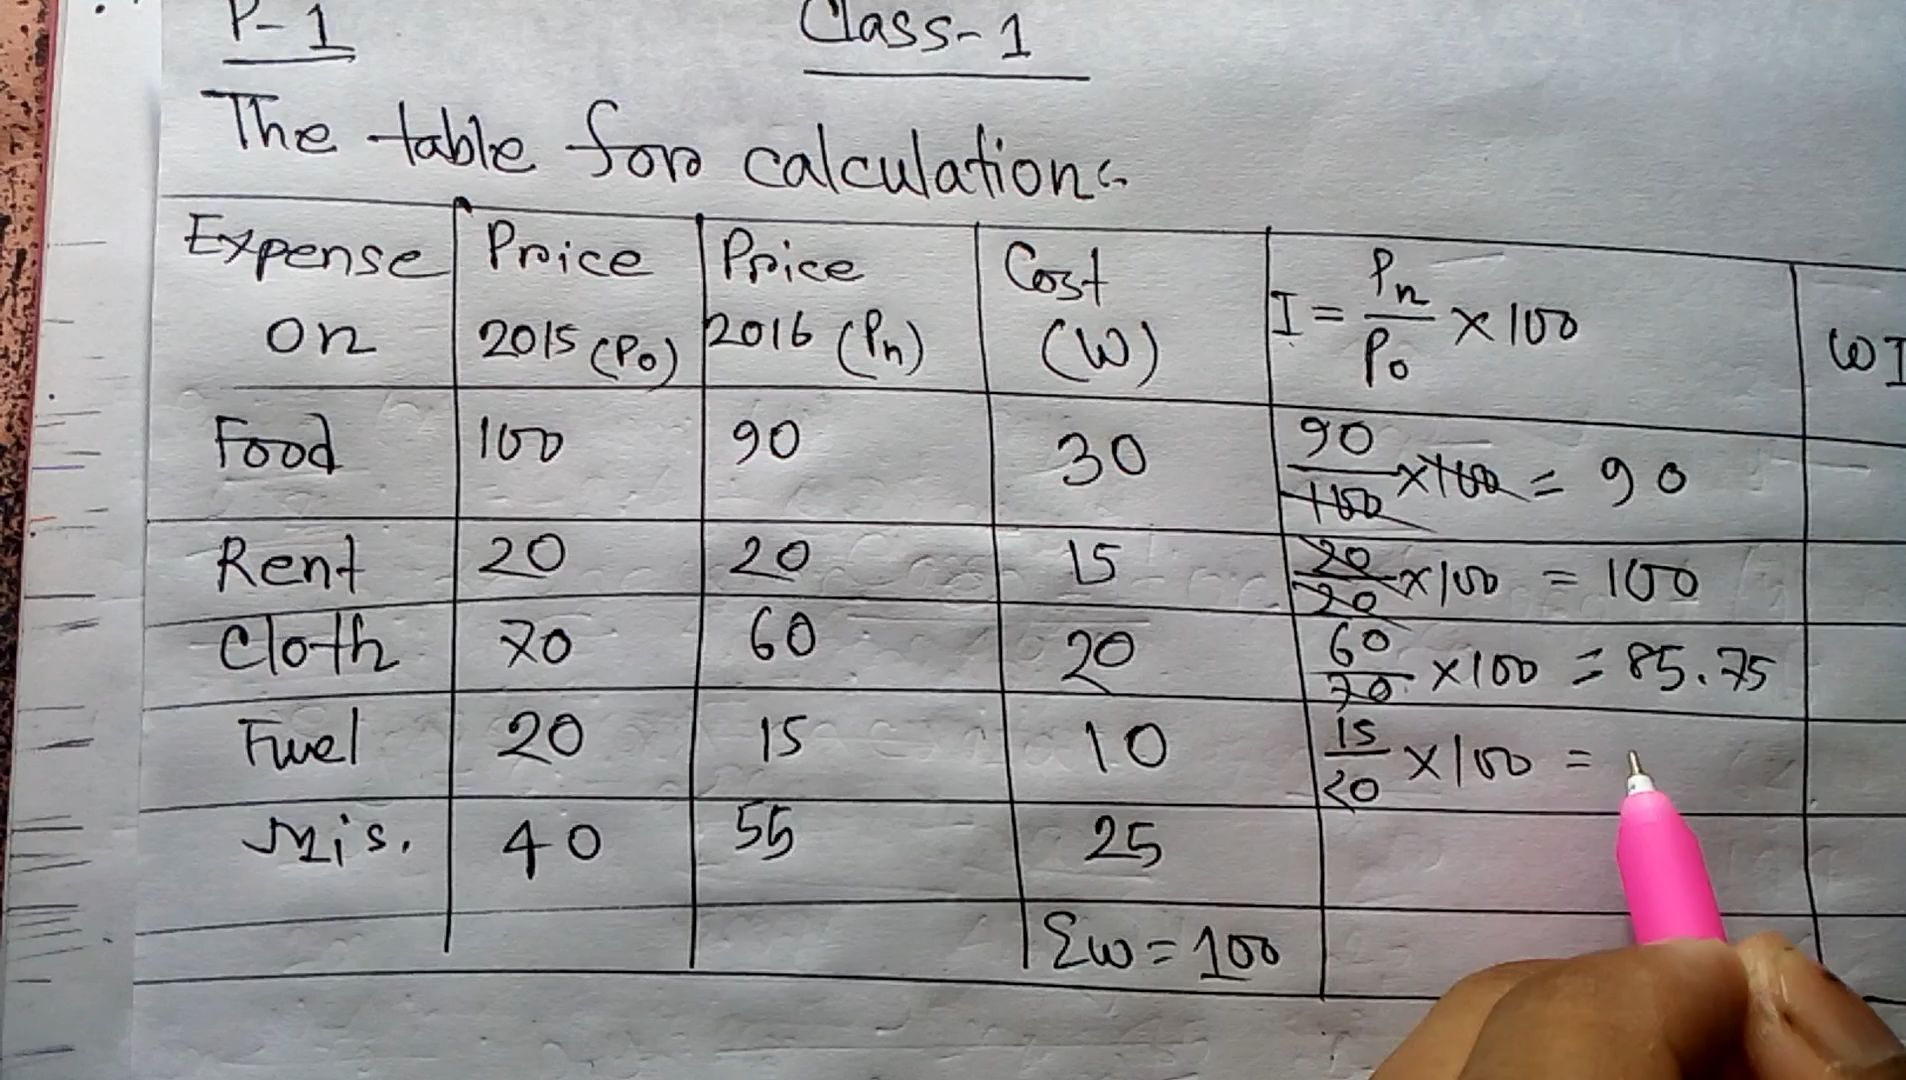 P-1 Class-1
The table for calculation:-
Expense on Price 2015 (P0) Price 2016 (Pn) Cost (W) I = Pn/P0 × 100 WI
Food 100 90 30 90/100 × 100 = 90
Rent 20 20 15 20/20 × 100 = 100
Cloth 70 60 20 60/70 × 100 = 85.75
Fuel 20 15 10 15/20 × 100 =
Mis. 40 55 25
Σw = 100